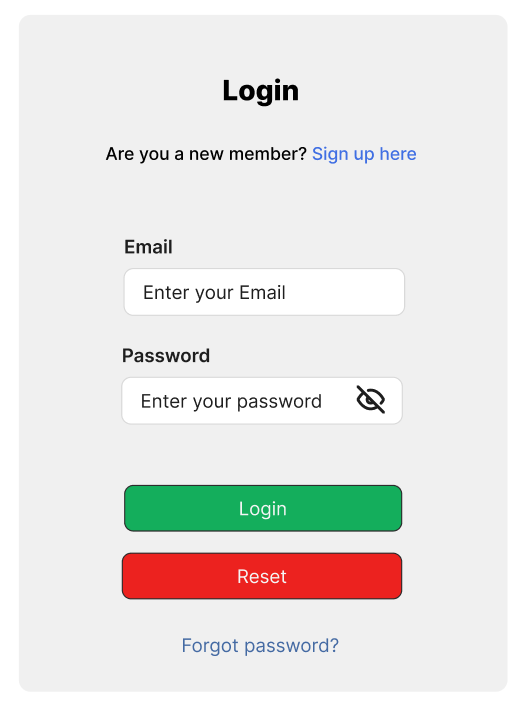 Login
Are you a new member? Sign up here
Email
Enter your Email
Password
Enter your password
Login
Reset
Forgot password?